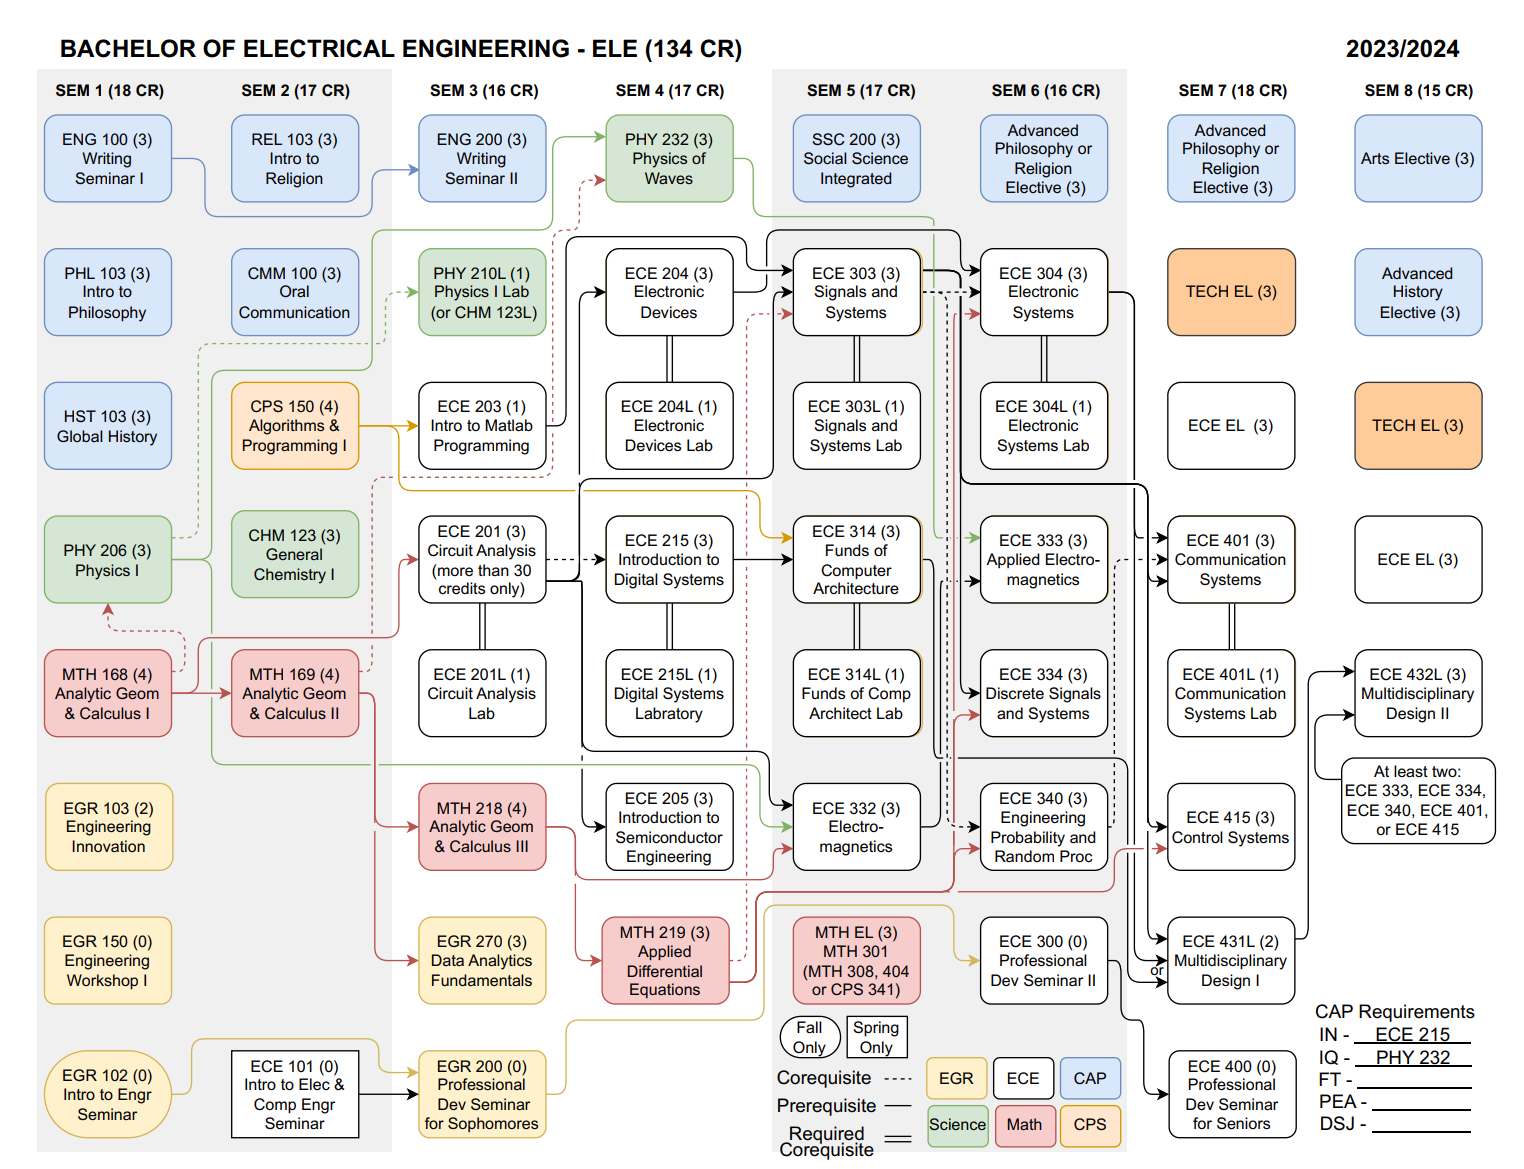 BACHELOR OF ELECTRICAL ENGINEERING - ELE (134 CR)
2023/2024
SEM 1 (18 CR)
SEM 2 (17 CR)
SEM 3 (16 CR)
SEM 4 (17 CR)
SEM 5 (17 CR)
SEM 6 (16 CR)
SEM 7 (18 CR)
SEM 8 (15 CR)
ENG 100 (3)
Writing
Seminar I
REL 103 (3)
Intro to
Religion
ENG 200 (3)
Writing
Seminar II
PHY 232 (3)
Physics of
Waves
SSC 200 (3)
Social Science
Integrated
Advanced
Philosophy or
Religion
Elective (3)
Advanced
Philosophy or
Religion
Elective (3)
Arts Elective (3)
PHL 103 (3)
Intro to
Philosophy
CMM 100 (3)
Oral
Communication
PHY 210L (1)
Physics I Lab
(or CHM 123L)
ECE 204 (3)
Electronic
Devices
ECE 303 (3)
Signals and
Systems
ECE 304 (3)
Electronic
Systems
TECH EL (3)
Advanced
History
Elective (3)
HST 103 (3)
Global History
CPS 150 (4)
Algorithms &
Programming I
ECE 203 (1)
Intro to Matlab
Programming
ECE 204L (1)
Electronic
Devices Lab
ECE 303L (1)
Signals and
Systems Lab
ECE 304L (1)
Electronic
Systems Lab
ECE EL (3)
TECH EL (3)
PHY 206 (3)
Physics I
CHM 123 (3)
General
Chemistry I
ECE 201 (3)
Circuit Analysis
(more than 30
credits only)
ECE 215 (3)
Introduction to
Digital Systems
ECE 314 (3)
Funds of
Computer
Architecture
ECE 333 (3)
Applied Electro-
magnetics
ECE 401 (3)
Communication
Systems
ECE EL (3)
MTH 168 (4)
Analytic Geom
& Calculus I
MTH 169 (4)
Analytic Geom
& Calculus II
ECE 201L (1)
Circuit Analysis
Lab
ECE 215L (1)
Digital Systems
Labratory
ECE 314L (1)
Funds of Comp
Architect Lab
ECE 334 (3)
Discrete Signals
and Systems
ECE 401L (1)
Communication
Systems Lab
ECE 432L (3)
Multidisciplinary
Design II
EGR 103 (2)
Engineering
Innovation
MTH 218 (4)
Analytic Geom
& Calculus III
ECE 205 (3)
Introduction to
Semiconductor
Engineering
ECE 332 (3)
Electro-
magnetics
ECE 340 (3)
Engineering
Probability and
Random Proc
ECE 415 (3)
Control Systems
At least two:
ECE 333, ECE 334,
ECE 340, ECE 401,
or ECE 415
EGR 150 (0)
Engineering
Workshop I
EGR 270 (3)
Data Analytics
Fundamentals
MTH 219 (3)
Applied
Differential
Equations
MTH EL (3)
MTH 301
(MTH 308, 404
or CPS 341)
ECE 300 (0)
Professional
Dev Seminar II
or
ECE 431L (2)
Multidisciplinary
Design I
EGR 102 (0)
Intro to Engr
Seminar
ECE 101 (0)
Intro to Elec &
Comp Engr
Seminar
EGR 200 (0)
Professional
Dev Seminar
for Sophomores
Fall
Only
Spring
Only
Corequisite
Prerequisite
Required
Corequisite
EGR
ECE
CAP
Science
Math
CPS
ECE 400 (0)
Professional
Dev Seminar
for Seniors
CAP Requirements
IN - ECE 215
IQ - PHY 232
FT -
PEA -
DSJ -